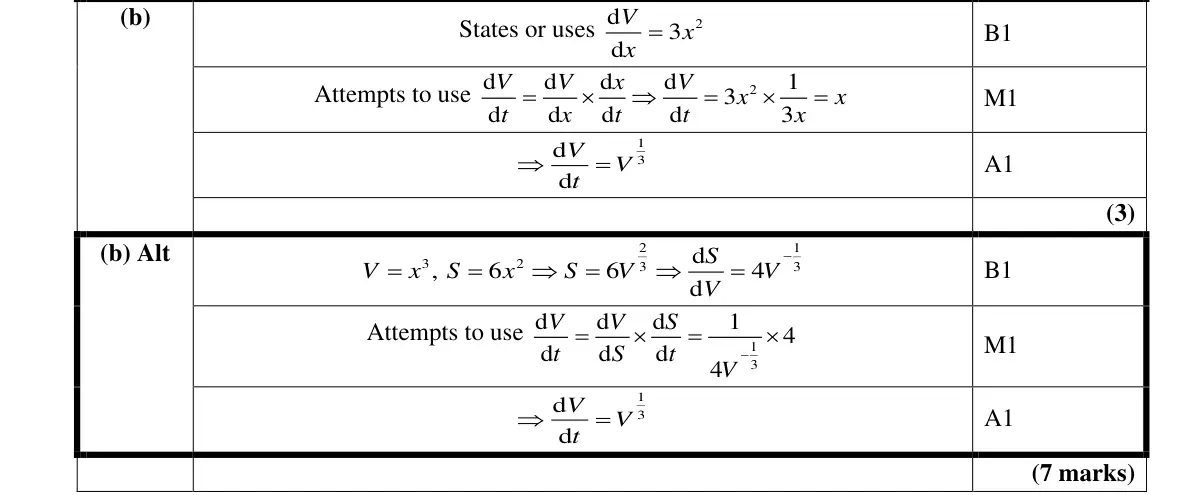 (b) States or uses dV/dx = 3x² B1
Attempts to use dV/dt = dV/dx × dx/dt ⇒ dV/dt = 3x² × 1/3x = x M1
⇒ dV/dt = V^(1/3) A1
(3)
(b) Alt V = x³, S = 6x² ⇒ S = 6V^(2/3) ⇒ dS/dV = 4V^(−1/3) B1
Attempts to use dV/dt = dV/dS × dS/dt = 1/4V^(−1/3) × 4 M1
⇒ dV/dt = V^(1/3) A1
(7 marks)